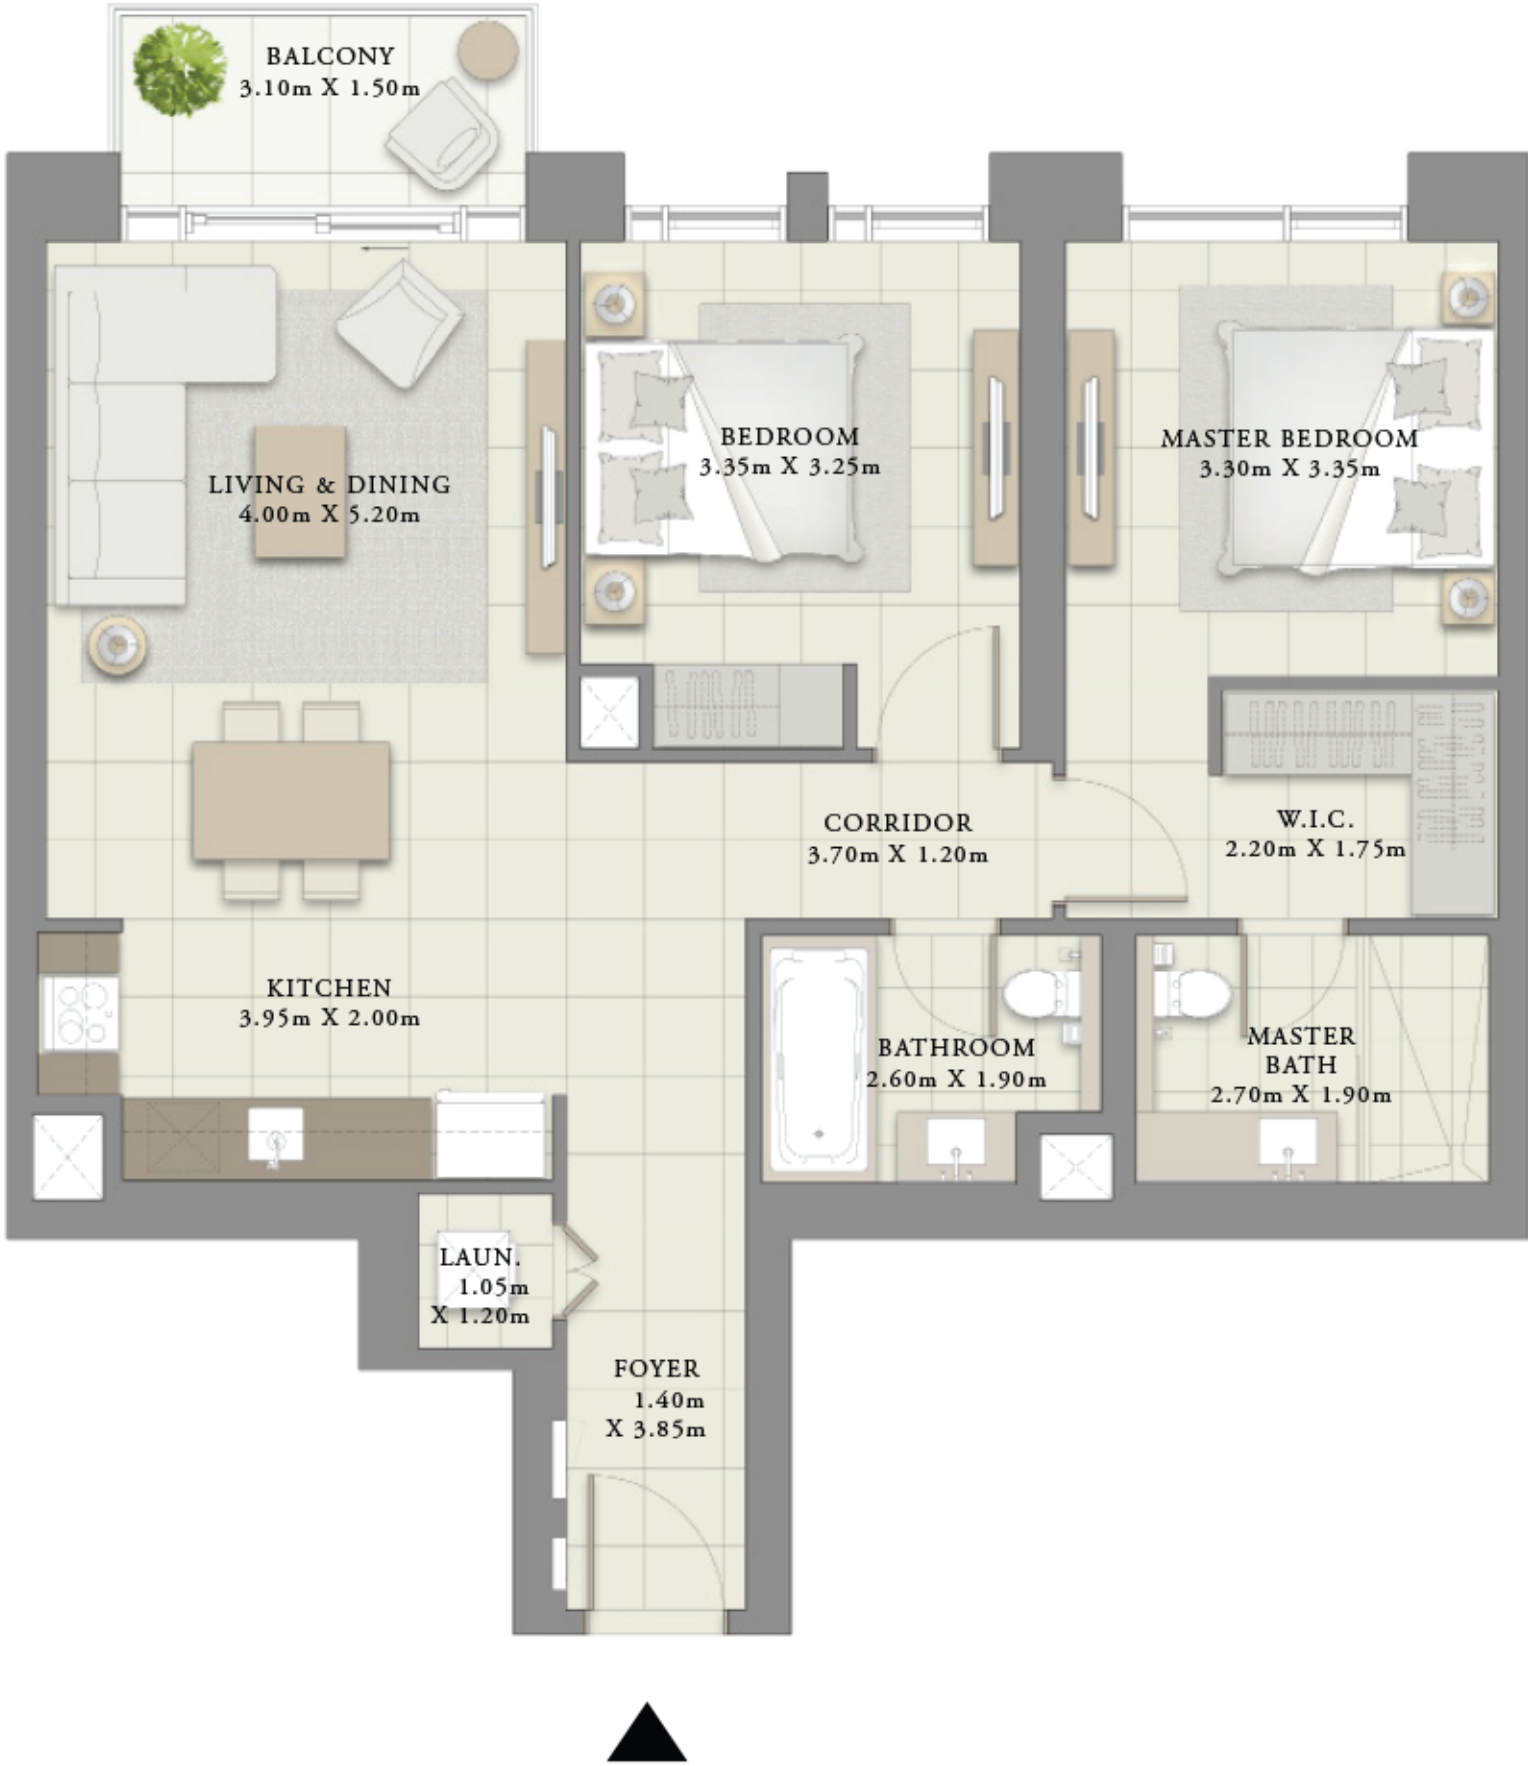 BALCONY
3.10m X 1.50m
LIVING & DINING
4.00m X 5.20m
BEDROOM
3.35m X 3.25m
MASTER BEDROOM
3.30m X 3.35m
CORRIDOR
3.70m X 1.20m
W.I.C.
2.20m X 1.75m
KITCHEN
3.95m X 2.00m
BATHROOM
2.60m X 1.90m
MASTER
BATH
2.70m X 1.90m
LAUN.
1.05m
X 1.20m
FOYER
1.40m
X 3.85m